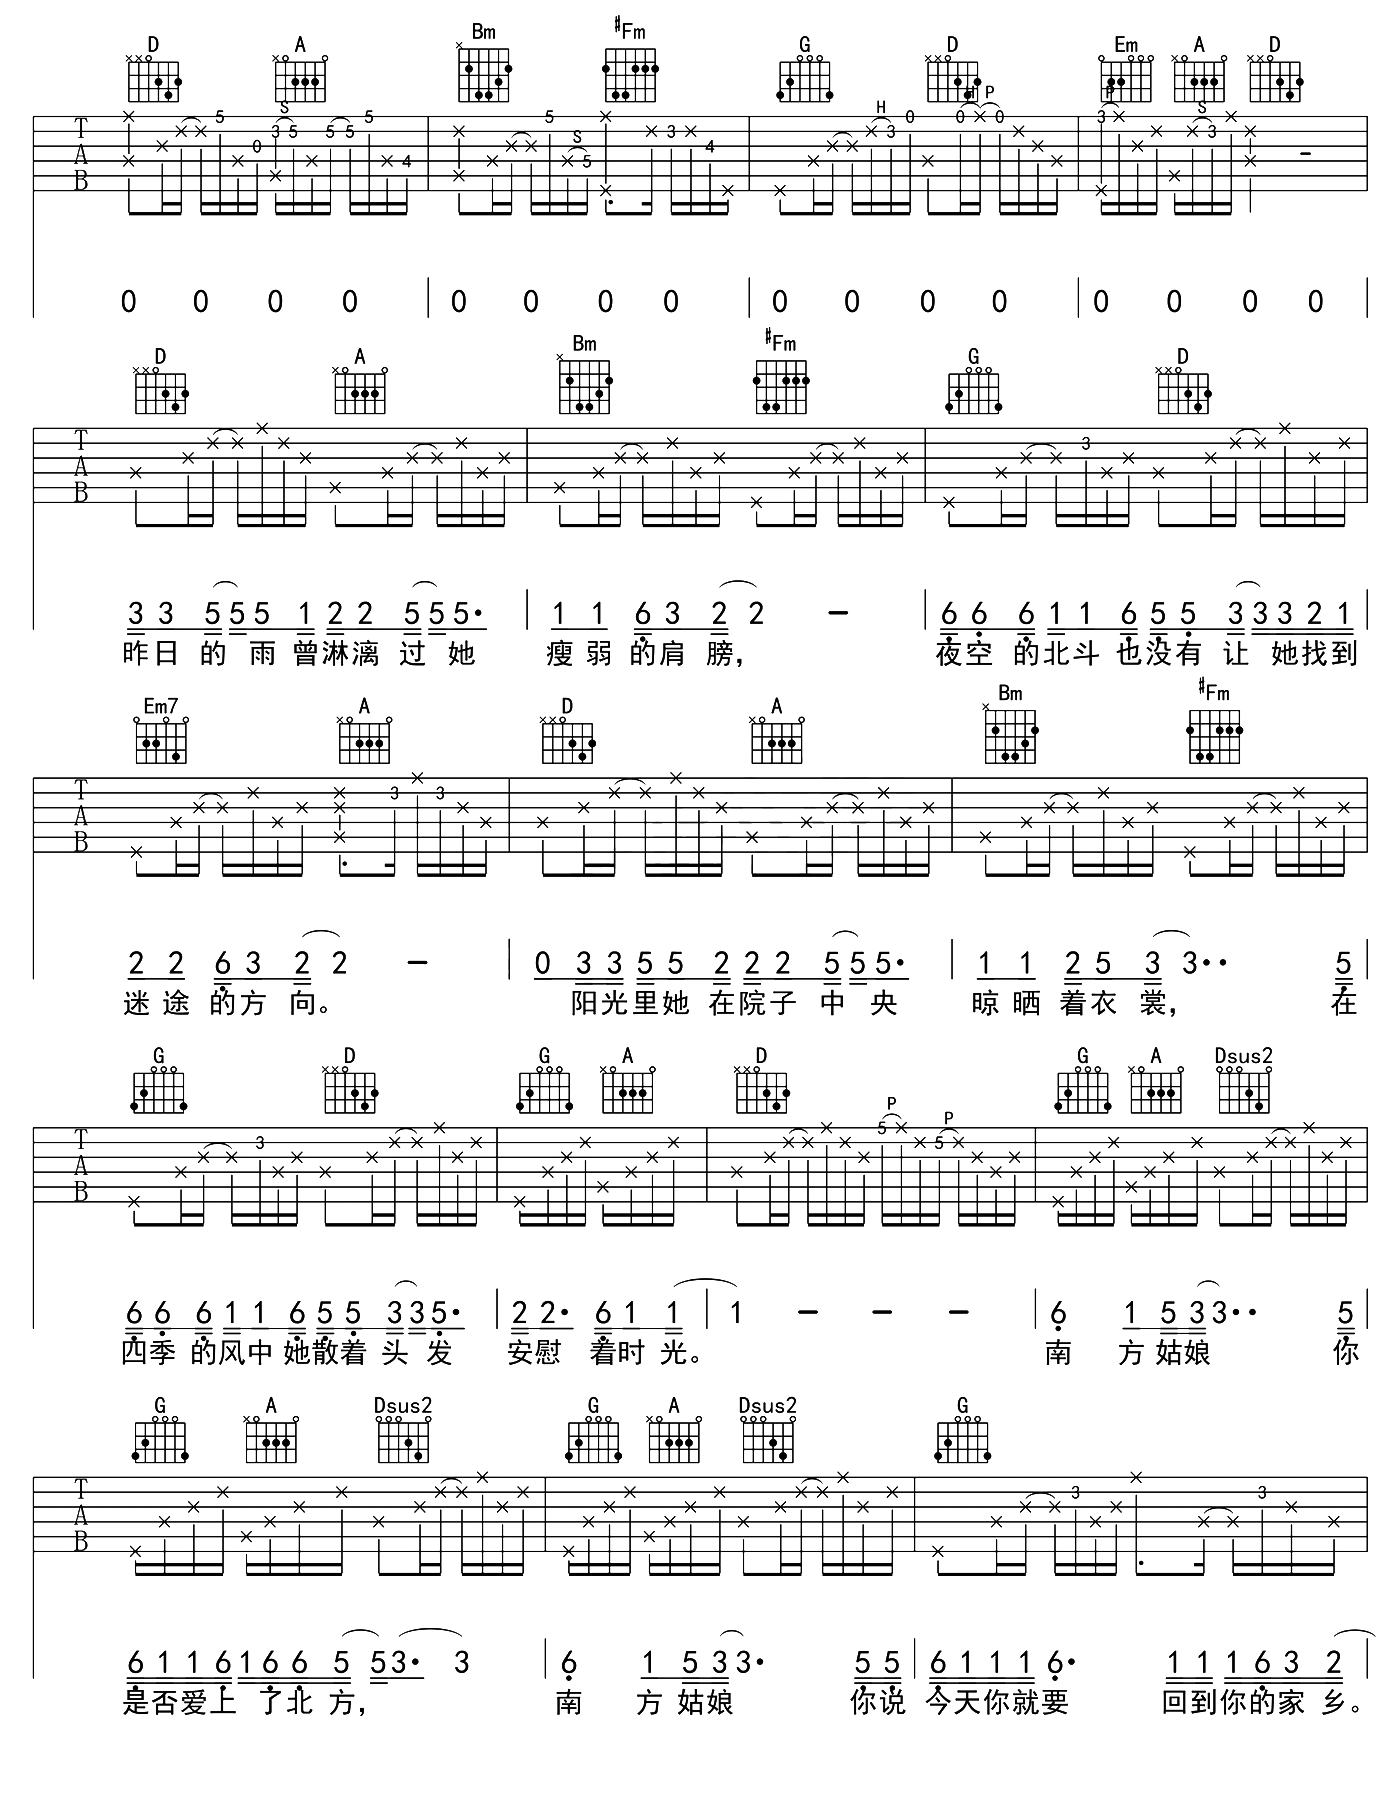 D A Bm #Fm G D Em A D
S S H H P P S
T A B 5 0 3 5 5 5 5 4 5 5 3 4 3 0 0 0 3 3
0 0 0 0 0 0 0 0 0 0 0 0 0 0 0 0
D A Bm #Fm G D
T A B 3
3 3 5 5 5 1 2 2 5 5 5· 1 1 6 3 2 2 – 6 6 6 1 1 6 5 5 3 3 3 2 1
昨日 的 雨 曾淋漓 过 她 瘦 弱 的肩 膀, 夜空 的北斗 也没有 让 她找到
Em7 A D A Bm #Fm
T A B 3 3
2 2 6 3 2 2 – 0 3 3 5 5 2 2 2 5 5 5· 1 1 2 5 3 3·· 5
迷 途 的方 向。 阳光里她 在院子 中 央 晾 晒 着衣 裳, 在
G D G A D G A Dsus2
P P
T A B 3 5 5
6 6 6 1 1 6 5 5 3 3 5· 2 2· 6 1 1 1 – – – 6 1 5 3 3·· 5
四季 的风中 她散着 头 发 安慰 着时 光。 南 方 姑娘 你
G A Dsus2 G A Dsus2 G
T A B 3 3
6 1 1 6 1 6 6 5 5 3· 3 6 1 5 3 3· 5 5 6 1 1 1 6· 1 1 1 6 3 2
是否爱上 了北 方, 南 方 姑娘 你说 今天你就要 回到你的家 乡。